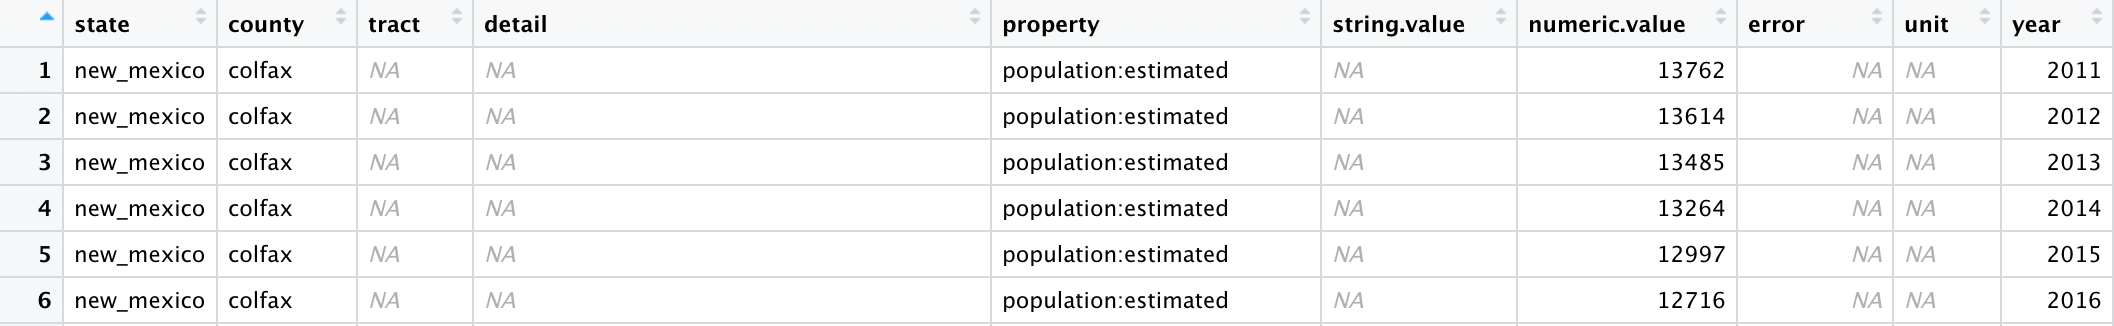 state county tract detail property string.value numeric.value error unit year
1 new_mexico colfax NA NA population:estimated NA 13762 NA NA 2011
2 new_mexico colfax NA NA population:estimated NA 13614 NA NA 2012
3 new_mexico colfax NA NA population:estimated NA 13485 NA NA 2013
4 new_mexico colfax NA NA population:estimated NA 13264 NA NA 2014
5 new_mexico colfax NA NA population:estimated NA 12997 NA NA 2015
6 new_mexico colfax NA NA population:estimated NA 12716 NA NA 2016